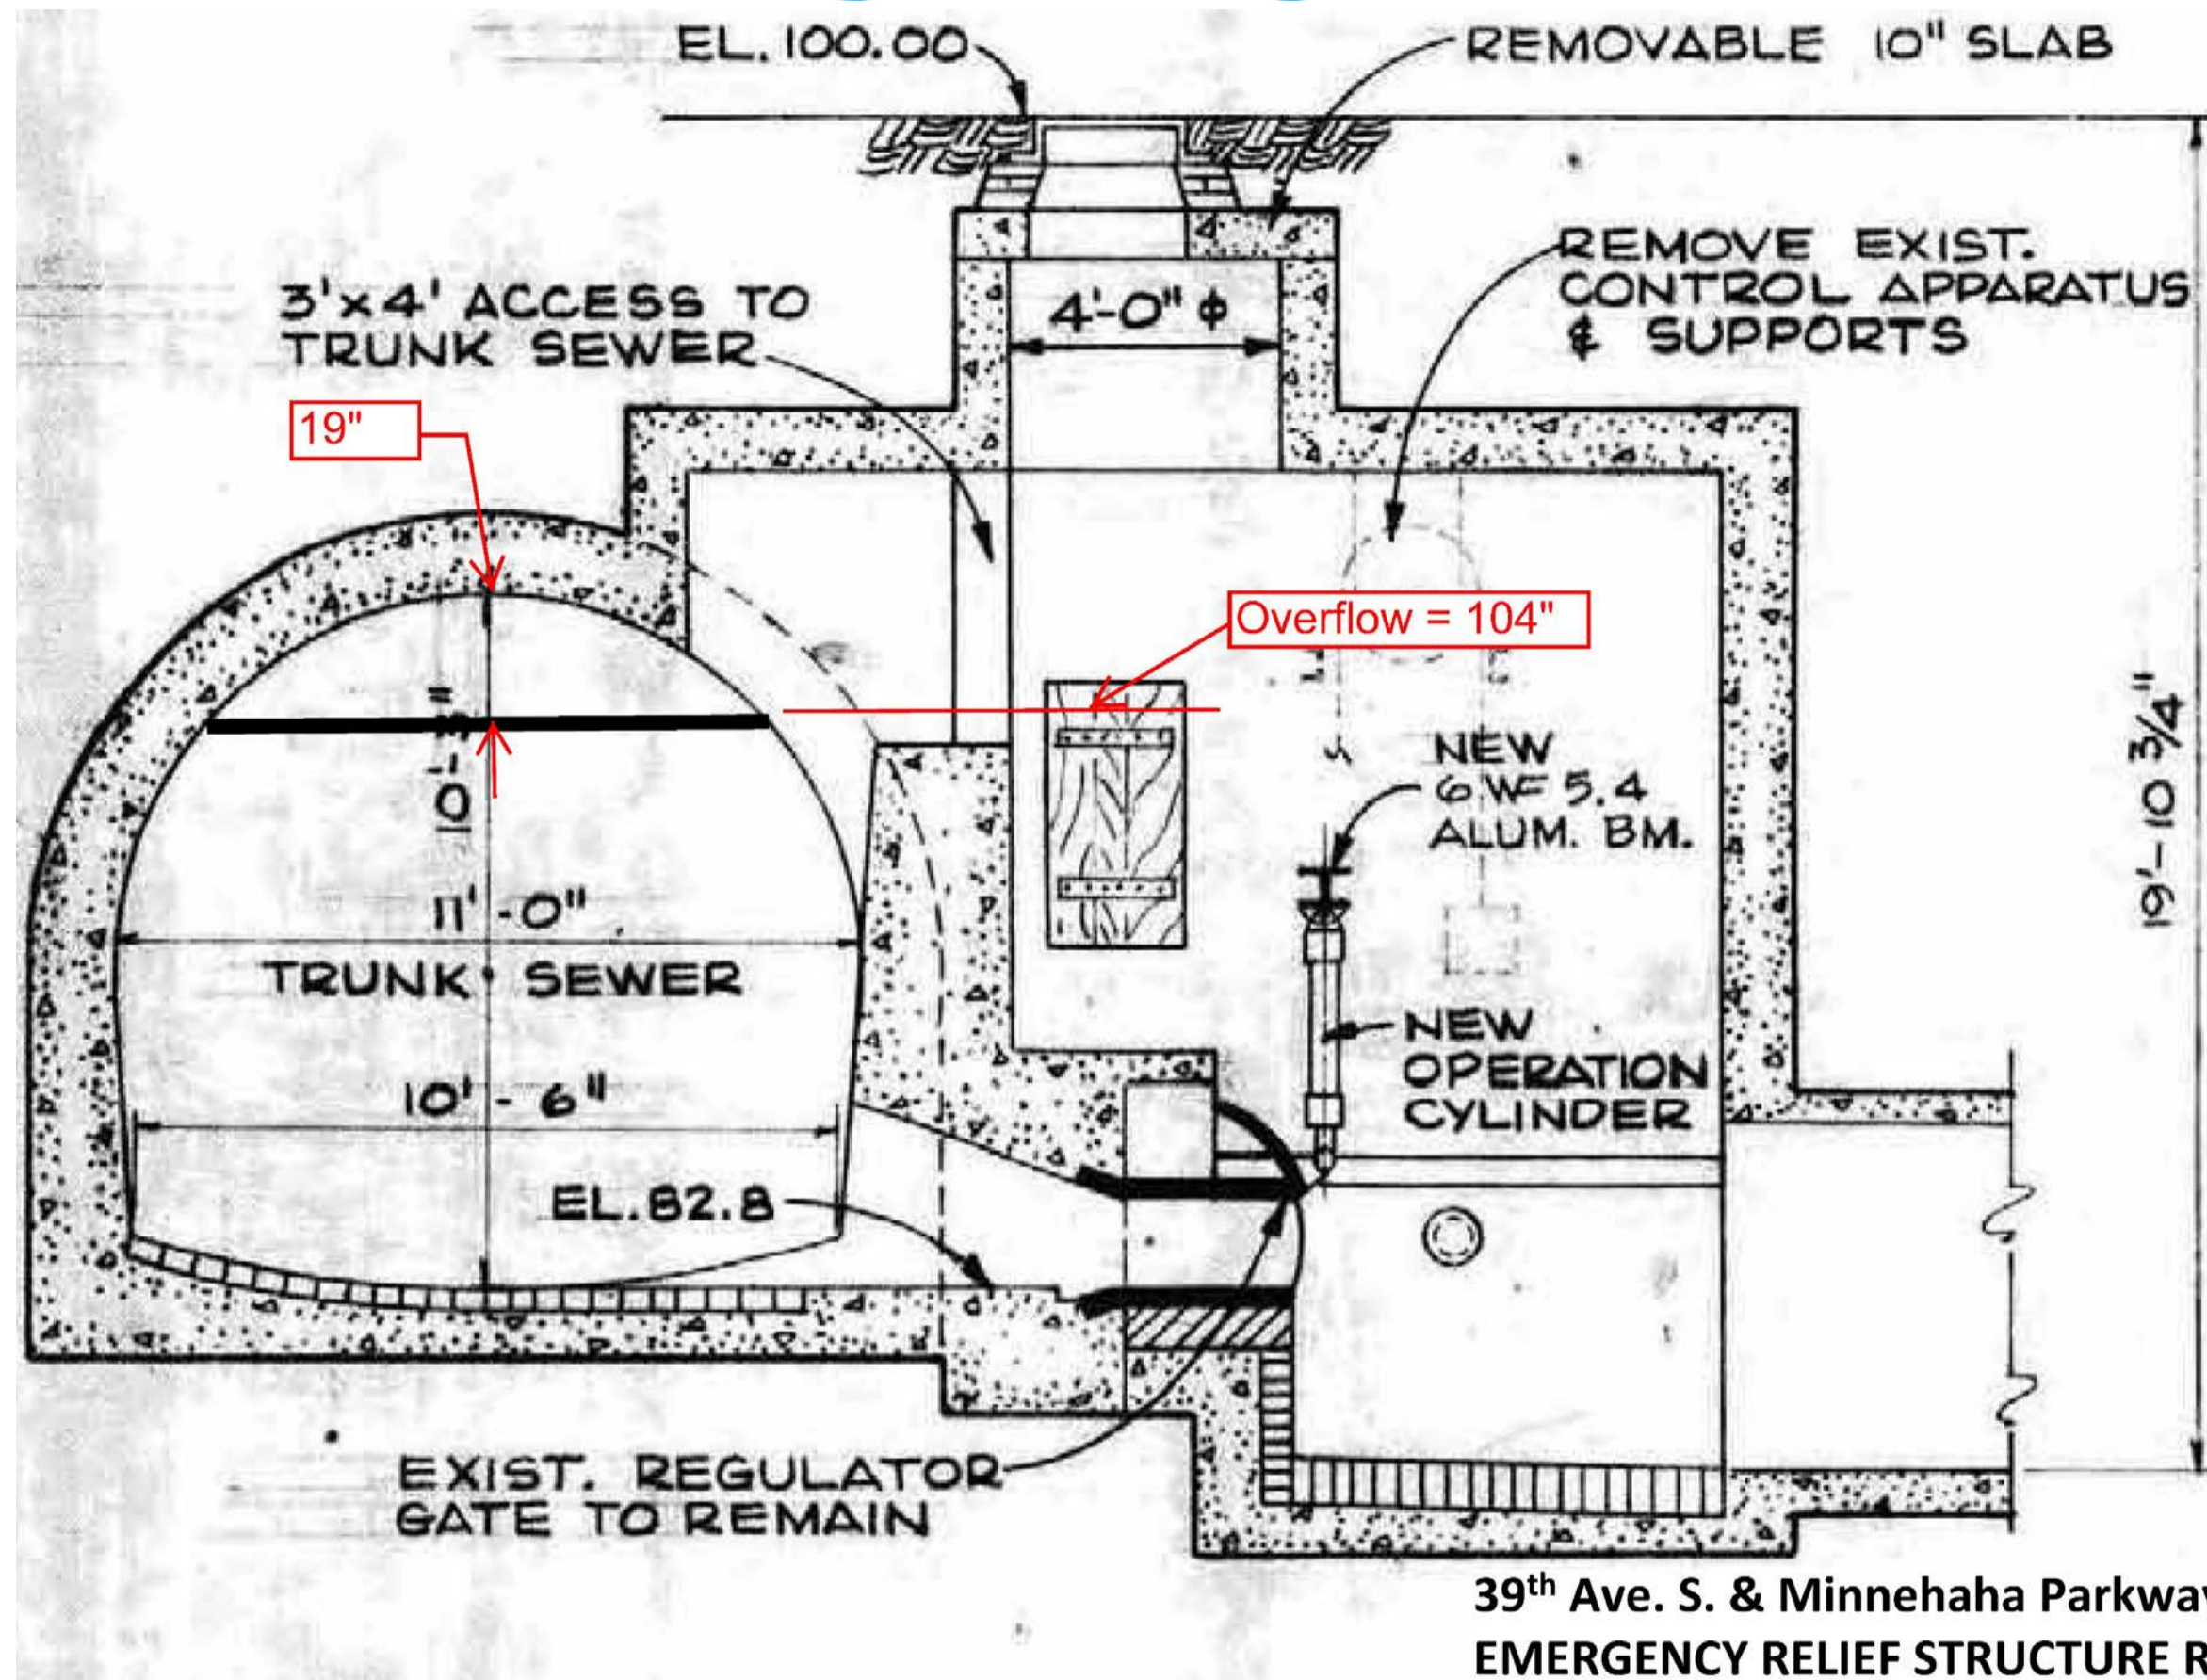 EL. 100.00
REMOVABLE 10" SLAB
3'x4' ACCESS TO
TRUNK SEWER
4'-0" ϕ
REMOVE EXIST.
CONTROL APPARATUS
& SUPPORTS
19"
Overflow = 104"
19'-10 3/4"
NEW
6 WF 5.4
ALUM. BM.
11'-0"
TRUNK SEWER
NEW
OPERATION
CYLINDER
10'-6"
EL. 82.8
EXIST. REGULATOR
GATE TO REMAIN
39th Ave. S. & Minnehaha Parkway
EMERGENCY RELIEF STRUCTURE R